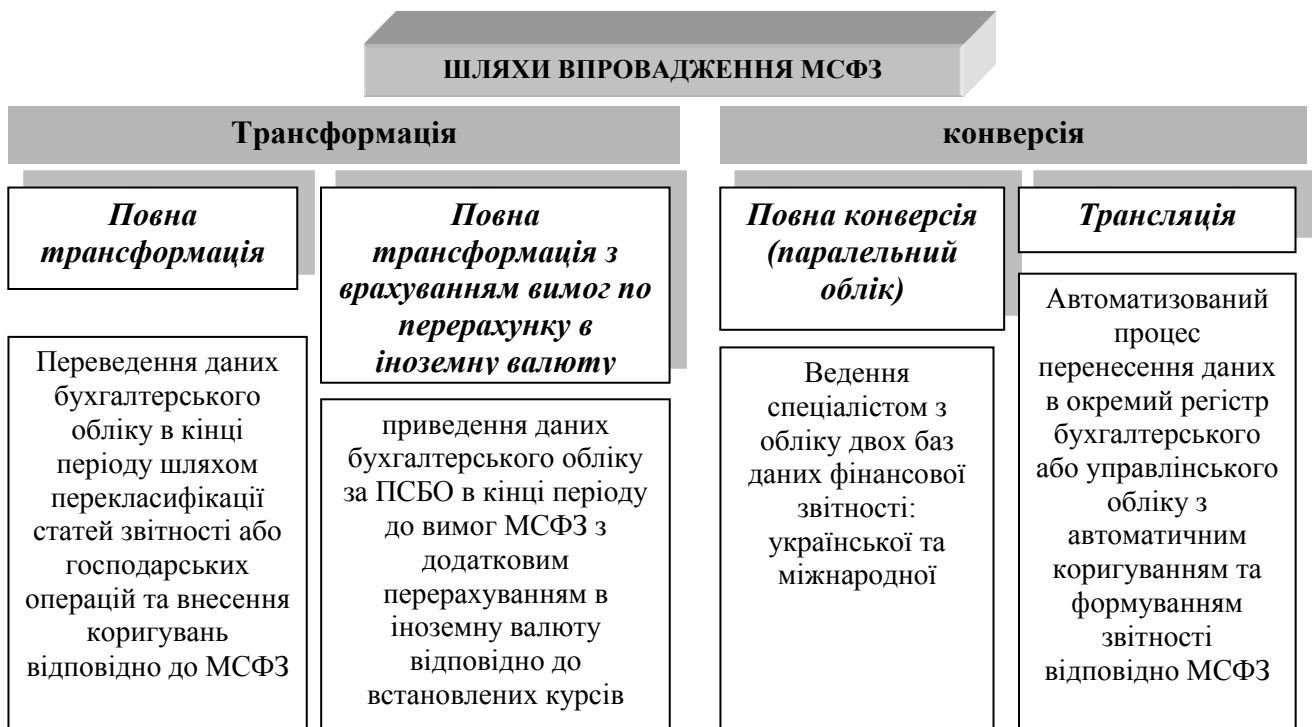 ШЛЯХИ ВПРОВАДЖЕННЯ МСФЗ
Трансформація
Повна
трансформація
Переведення даних
бухгалтерського
обліку в кінці
періоду шляхом
перекласифікації
статей звітності або
господарських
операцій та внесення
коригувань
відповідно до МСФЗ
Повна
трансформація з
врахуванням вимог по
перерахунку в
іноземну валюту
приведення даних
бухгалтерського обліку
за ПСБО в кінці періоду
до вимог МСФЗ з
додатковим
перерахуванням в
іноземну валюту
відповідно до
встановлених курсів
конверсія
Повна конверсія
(паралельний
облік)
Ведення
спеціалістом з
обліку двох баз
даних фінансової
звітності:
української та
міжнародної
Трансляція
Автоматизований
процес
перенесення даних
в окремий регістр
бухгалтерського
або управлінського
обліку з
автоматичним
коригуванням та
формуванням
звітності
відповідно МСФЗ